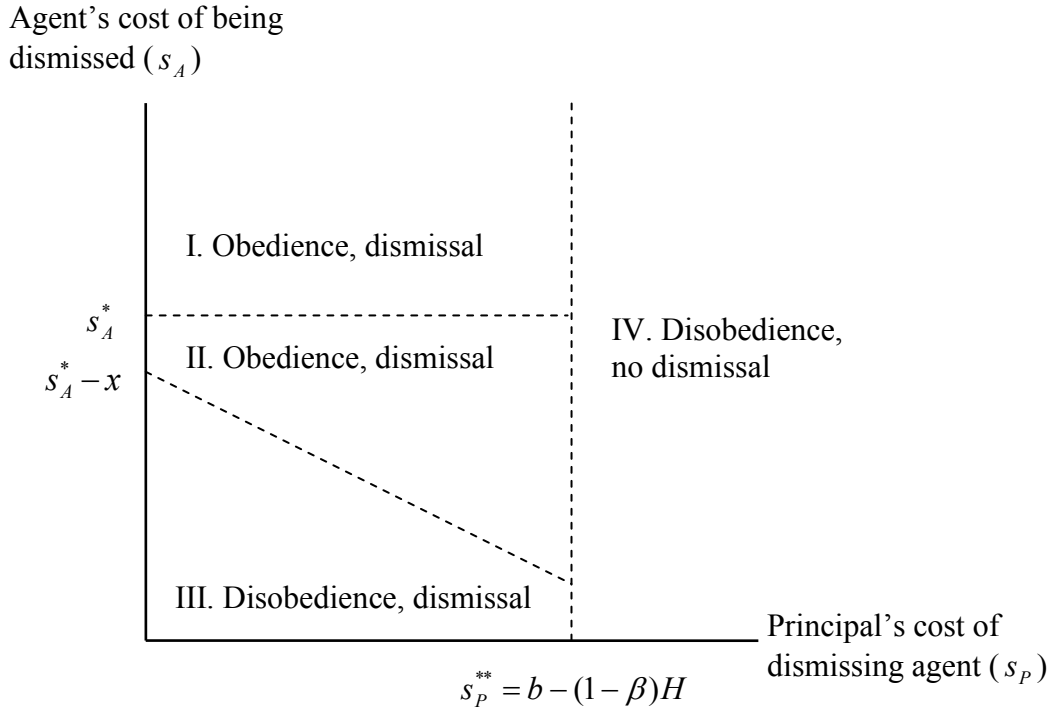 Agent's cost of being
dismissed ( s_A )
I. Obedience, dismissal
s_A^*
II. Obedience, dismissal
s_A^* − x
IV. Disobedience,
no dismissal
III. Disobedience, dismissal
Principal's cost of
dismissing agent ( s_P )
s_P^{**} = b − (1 − β)H